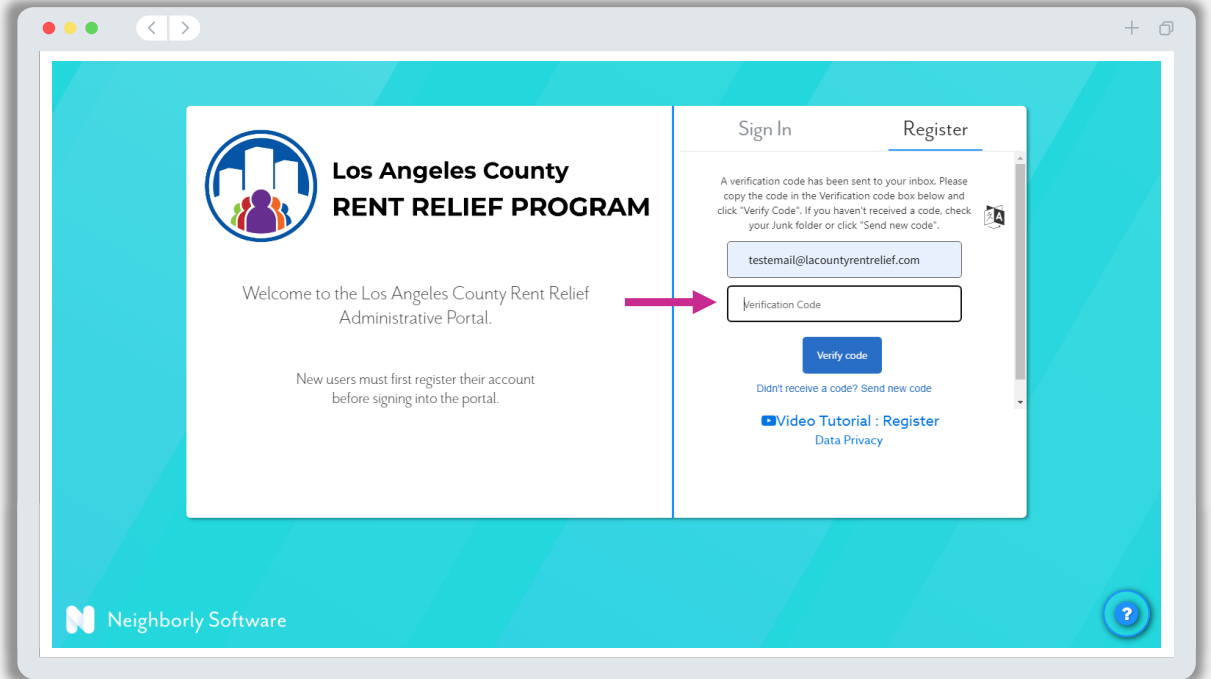 Los Angeles County
RENT RELIEF PROGRAM
Welcome to the Los Angeles County Rent Relief
Administrative Portal.
New users must first register their account
before signing into the portal.
Sign In
Register
A verification code has been sent to your inbox. Please
copy the code in the Verification code box below and
click "Verify Code". If you haven't received a code, check
your Junk folder or click "Send new code".
A
testemail@lacountyrentrelief.com
Verification Code
Verify code
Didn't receive a code? Send new code
Video Tutorial : Register
Data Privacy
N Neighborly Software
?